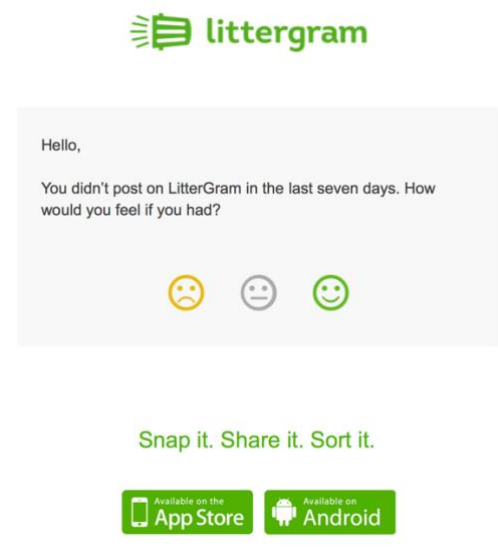 littergram
Hello,
You didn't post on LitterGram in the last seven days. How
would you feel if you had?
Snap it. Share it. Sort it.
Available on the
App Store
Available on
Android